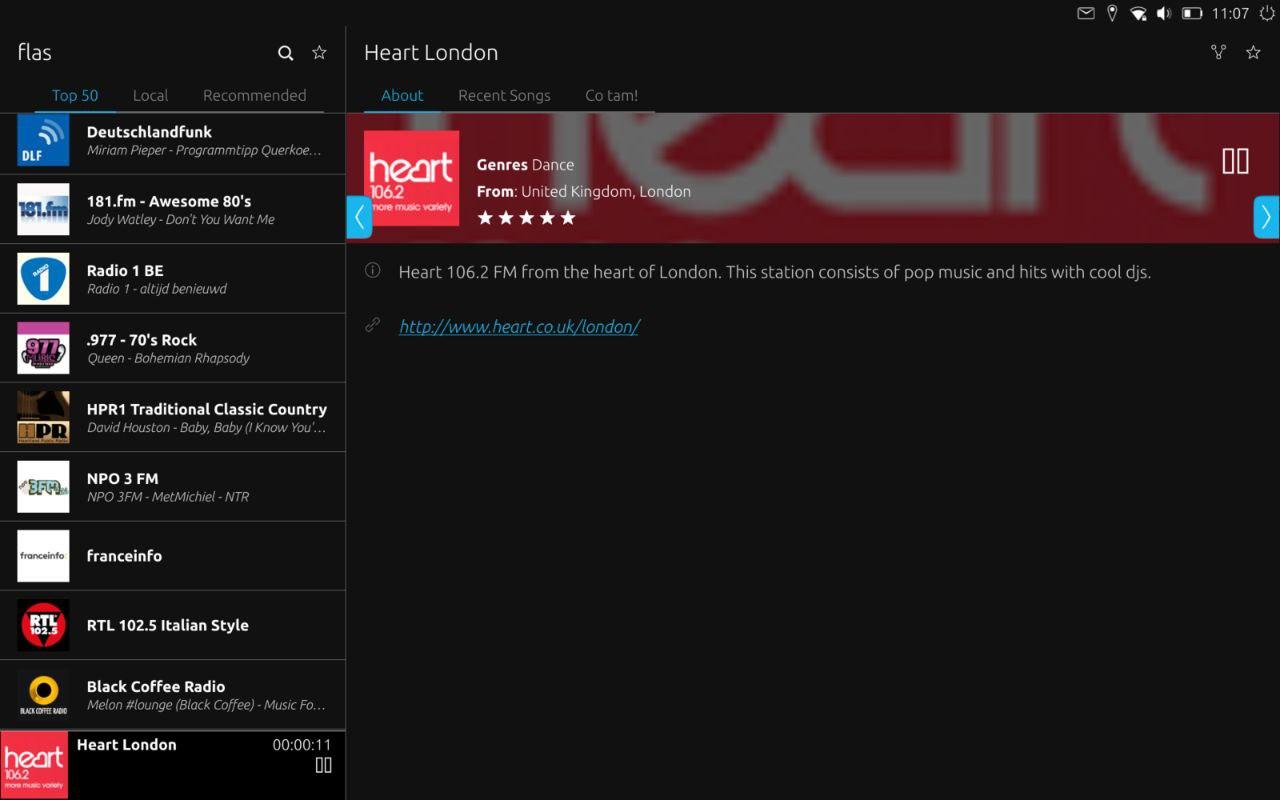 11:07
flas
Top 50 Local Recommended
DLF
Deutschlandfunk
Miriam Pieper - Programmtipp Querkoe...
181.fm
181.fm - Awesome 80's
Jody Watley - Don't You Want Me
RADIO
1
Radio 1 BE
Radio 1 - altijd benieuwd
977
MUSIC
.977 - 70's Rock
Queen - Bohemian Rhapsody
HPR
HPR1 Traditional Classic Country
David Houston - Baby, Baby (I Know You'...
3FM
NPO 3 FM
NPO 3FM - MetMichiel - NTR
franceinfo:
franceinfo
RTL
102.5
RTL 102.5 Italian Style
BLACK COFFEE RADIO
Black Coffee Radio
Melon #lounge (Black Coffee) - Music Fo...
heart
106.2
more music variety
Heart London 00:00:11
Heart London
About Recent Songs Co tam!
heart
heart
106.2
more music variety
Genres Dance
From: United Kingdom, London
Heart 106.2 FM from the heart of London. This station consists of pop music and hits with cool djs.
http://www.heart.co.uk/london/